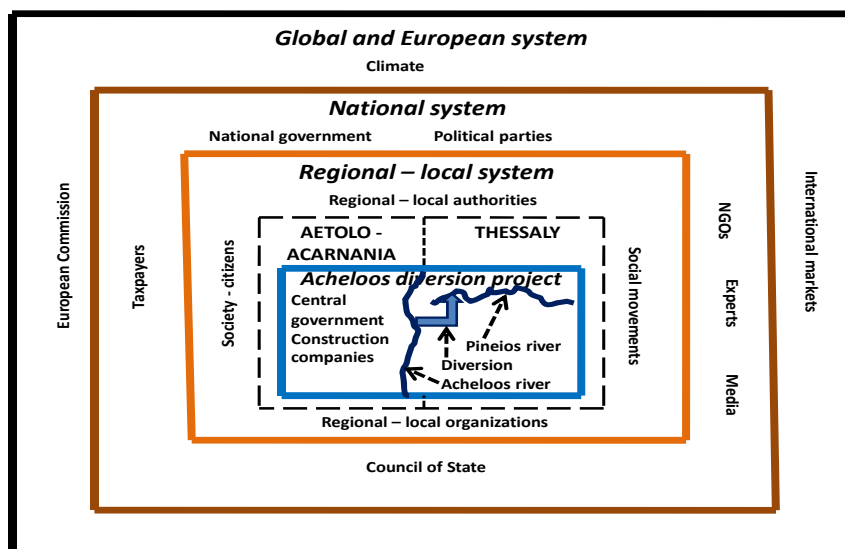 Global and European system
Climate
National system
National government
Political parties
Regional – local system
Regional – local authorities
AETOLO -
ACARNANIA
THESSALY
Acheloos diversion project
Central
government
Construction
companies
Pineios river
Diversion
Acheloos river
Regional – local organizations
Council of State
European Commission
Taxpayers
Society - citizens
Social movements
NGOs
Experts
Media
International markets